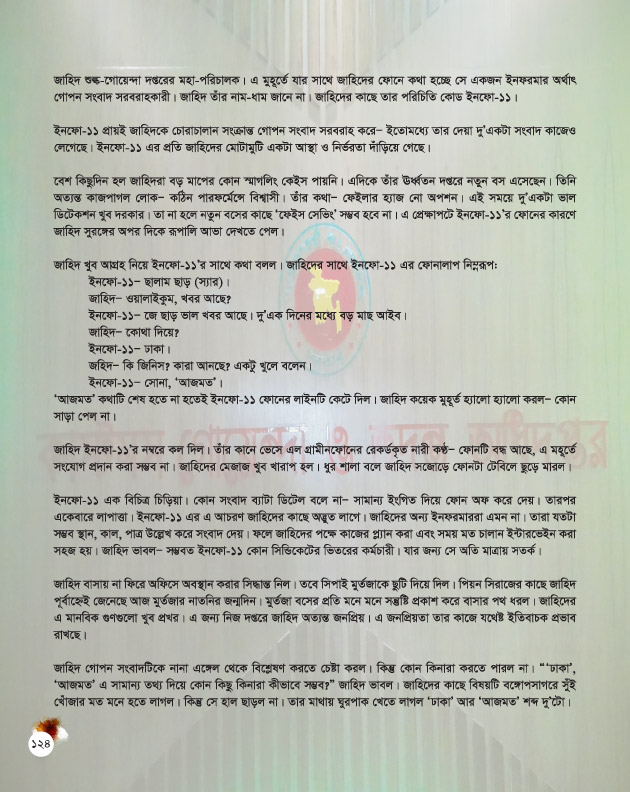 জাহিদ শুল্ক-গোয়েন্দা দপ্তরের মহা-পরিচালক। এ মুহূর্তে যার সাথে জাহিদের ফোনে কথা হচ্ছে সে একজন ইনফরমার অর্থাৎ
গোপন সংবাদ সরবরাহকারী। জাহিদ তাঁর নাম-ধাম জানে না। জাহিদের কাছে তার পরিচিতি কোড ইনফো-১১।
ইনফো-১১ প্রায়ই জাহিদকে চোরাচালান সংক্রান্ত গোপন সংবাদ সরবরাহ করে– ইতোমধ্যে তার দেয়া দু’একটা সংবাদ কাজেও
লেগেছে। ইনফো-১১ এর প্রতি জাহিদের মোটামুটি একটা আস্থা ও নির্ভরতা দাঁড়িয়ে গেছে।
বেশ কিছুদিন হল জাহিদরা বড় মাপের কোন স্মাগলিং কেইস পায়নি। এদিকে তাঁর ঊর্ধ্বতন দপ্তরে নতুন বস এসেছেন। তিনি
অত্যন্ত কাজপাগল লোক– কঠিন পারফর্মেন্সে বিশ্বাসী। তাঁর কথা– ফেইলার হ্যাজ নো অপশন। এই সময়ে দু’একটা ভাল
ডিটেকশন খুব দরকার। তা না হলে নতুন বসের কাছে ‘ফেইস সেভিং’ সম্ভব হবে না। এ প্রেক্ষাপটে ইনফো-১১’র ফোনের কারণে
জাহিদ সুরঙ্গের অপর দিকে রূপালি আভা দেখতে পেল।
জাহিদ খুব আগ্রহ নিয়ে ইনফো-১১’র সাথে কথা বলল। জাহিদের সাথে ইনফো-১১ এর ফোনালাপ নিম্নরূপ:
ইনফো-১১– ছালাম ছাড় (স্যার)।
জাহিদ– ওয়ালাইকুম, খবর আছে?
ইনফো-১১– জে ছাড় ভাল খবর আছে। দু’এক দিনের মধ্যে বড় মাছ আইব।
জাহিদ– কোথা দিয়ে?
ইনফো-১১– ঢাকা।
জহিদ– কি জিনিস? কারা আনছে? একটু খুলে বলেন।
ইনফো-১১– সোনা, ‘আজমত’।
‘আজমত’ কথাটি শেষ হতে না হতেই ইনফো-১১ ফোনের লাইনটি কেটে দিল। জাহিদ কয়েক মুহূর্ত হ্যালো হ্যালো করল– কোন
সাড়া পেল না।
জাহিদ ইনফো-১১’র নম্বরে কল দিল। তাঁর কানে ভেসে এল গ্রামীনফোনের রেকর্ডকৃত নারী কণ্ঠ– ফোনটি বন্ধ আছে, এ মহূর্তে
সংযোগ প্রদান করা সম্ভব না। জাহিদের মেজাজ খুব খারাপ হল। ধুর শালা বলে জাহিদ সজোড়ে ফোনটা টেবিলে ছুড়ে মারল।
ইনফো-১১ এক বিচিত্র চিড়িয়া। কোন সংবাদ ব্যাটা ডিটেল বলে না– সামান্য ইংগিত দিয়ে ফোন অফ করে দেয়। তারপর
একেবারে লাপাত্তা। ইনফো-১১ এর এ আচরণ জাহিদের কাছে অদ্ভুত লাগে। জাহিদের অন্য ইনফরমাররা এমন না। তারা যতটা
সম্ভব স্থান, কাল, পাত্র উল্লেখ করে সংবাদ দেয়। ফলে জাহিদের পক্ষে কাজের প্ল্যান করা এবং সময় মত চালান ইন্টারভেইন করা
সহজ হয়। জাহিদ ভাবল– সম্ভবত ইনফো-১১ কোন সিন্ডিকেটের ভিতরের কর্মচারী। যার জন্য সে অতি মাত্রায় সতর্ক।
জাহিদ বাসায় না ফিরে অফিসে অবস্থান করার সিদ্ধান্ত নিল। তবে সিপাই মুর্তজাকে ছুটি দিয়ে দিল। পিয়ন সিরাজের কাছে জাহিদ
পূর্বাহ্নেই জেনেছে আজ মুর্তজার নাতনির জন্মদিন। মুর্তজা বসের প্রতি মনে মনে সন্তুষ্টি প্রকাশ করে বাসার পথ ধরল। জাহিদের
এ মানবিক গুণগুলো খুব প্রখর। এ জন্য নিজ দপ্তরে জাহিদ অত্যন্ত জনপ্রিয়। এ জনপ্রিয়তা তার কাজে যথেষ্ট ইতিবাচক প্রভাব
রাখছে।
জাহিদ গোপন সংবাদটিকে নানা এঙ্গেল থেকে বিশ্লেষণ করতে চেষ্টা করল। কিন্তু কোন কিনারা করতে পারল না। “‘ঢাকা’,
‘আজমত’ এ সামান্য তথ্য দিয়ে কোন কিছু কিনারা কীভাবে সম্ভব?” জাহিদ ভাবল। জাহিদের কাছে বিষয়টি বঙ্গোপসাগরে সুঁই
খোঁজার মত মনে হতে লাগল। কিন্তু সে হাল ছাড়ল না। তার মাথায় ঘুরপাক খেতে লাগল ‘ঢাকা’ আর ‘আজমত’ শব্দ দু’টো।
১২৪